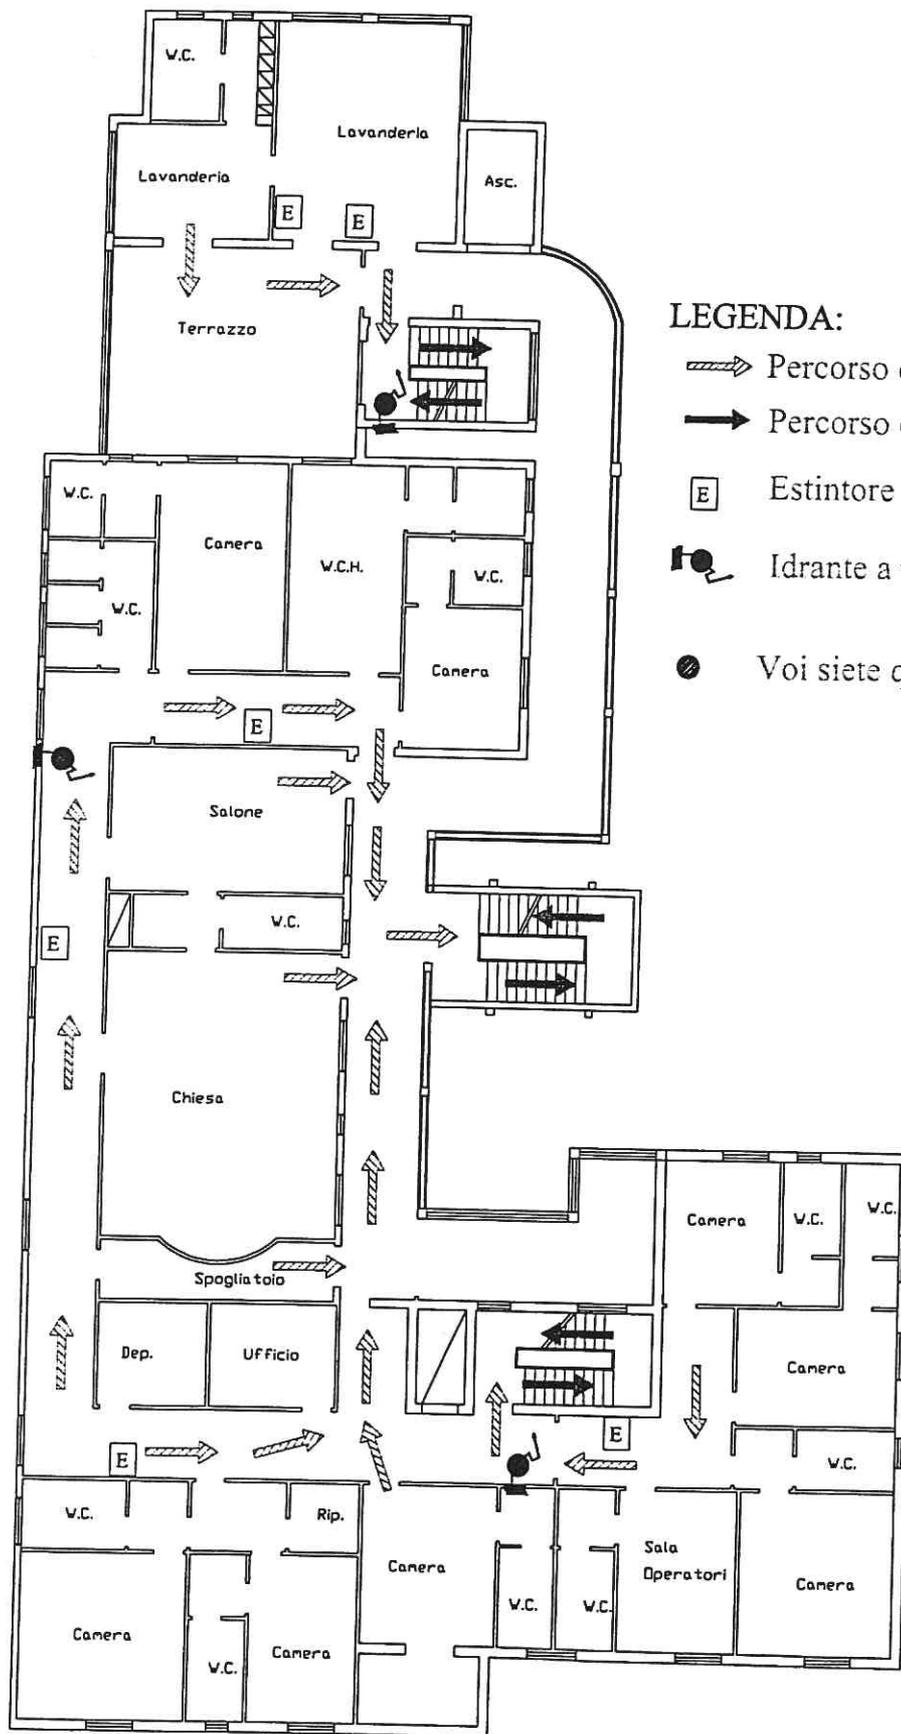 W.C.
Lavanderia
Lavanderia
Asc.
E
E
Terrazzo
LEGENDA:
Percorso
Percorso
E Estintore
Idrante a
Voi siete
W.C.
Camera
W.C.H.
W.C.
W.C.
Camera
E
Salone
W.C.
E
Chiesa
Camera
W.C.
W.C.
Spogliatoio
Dep.
Ufficio
Camera
E
E
W.C.
W.C.
Rip.
Camera
Sala
Operatori
Camera
W.C.
W.C.
Camera
Camera
W.C.